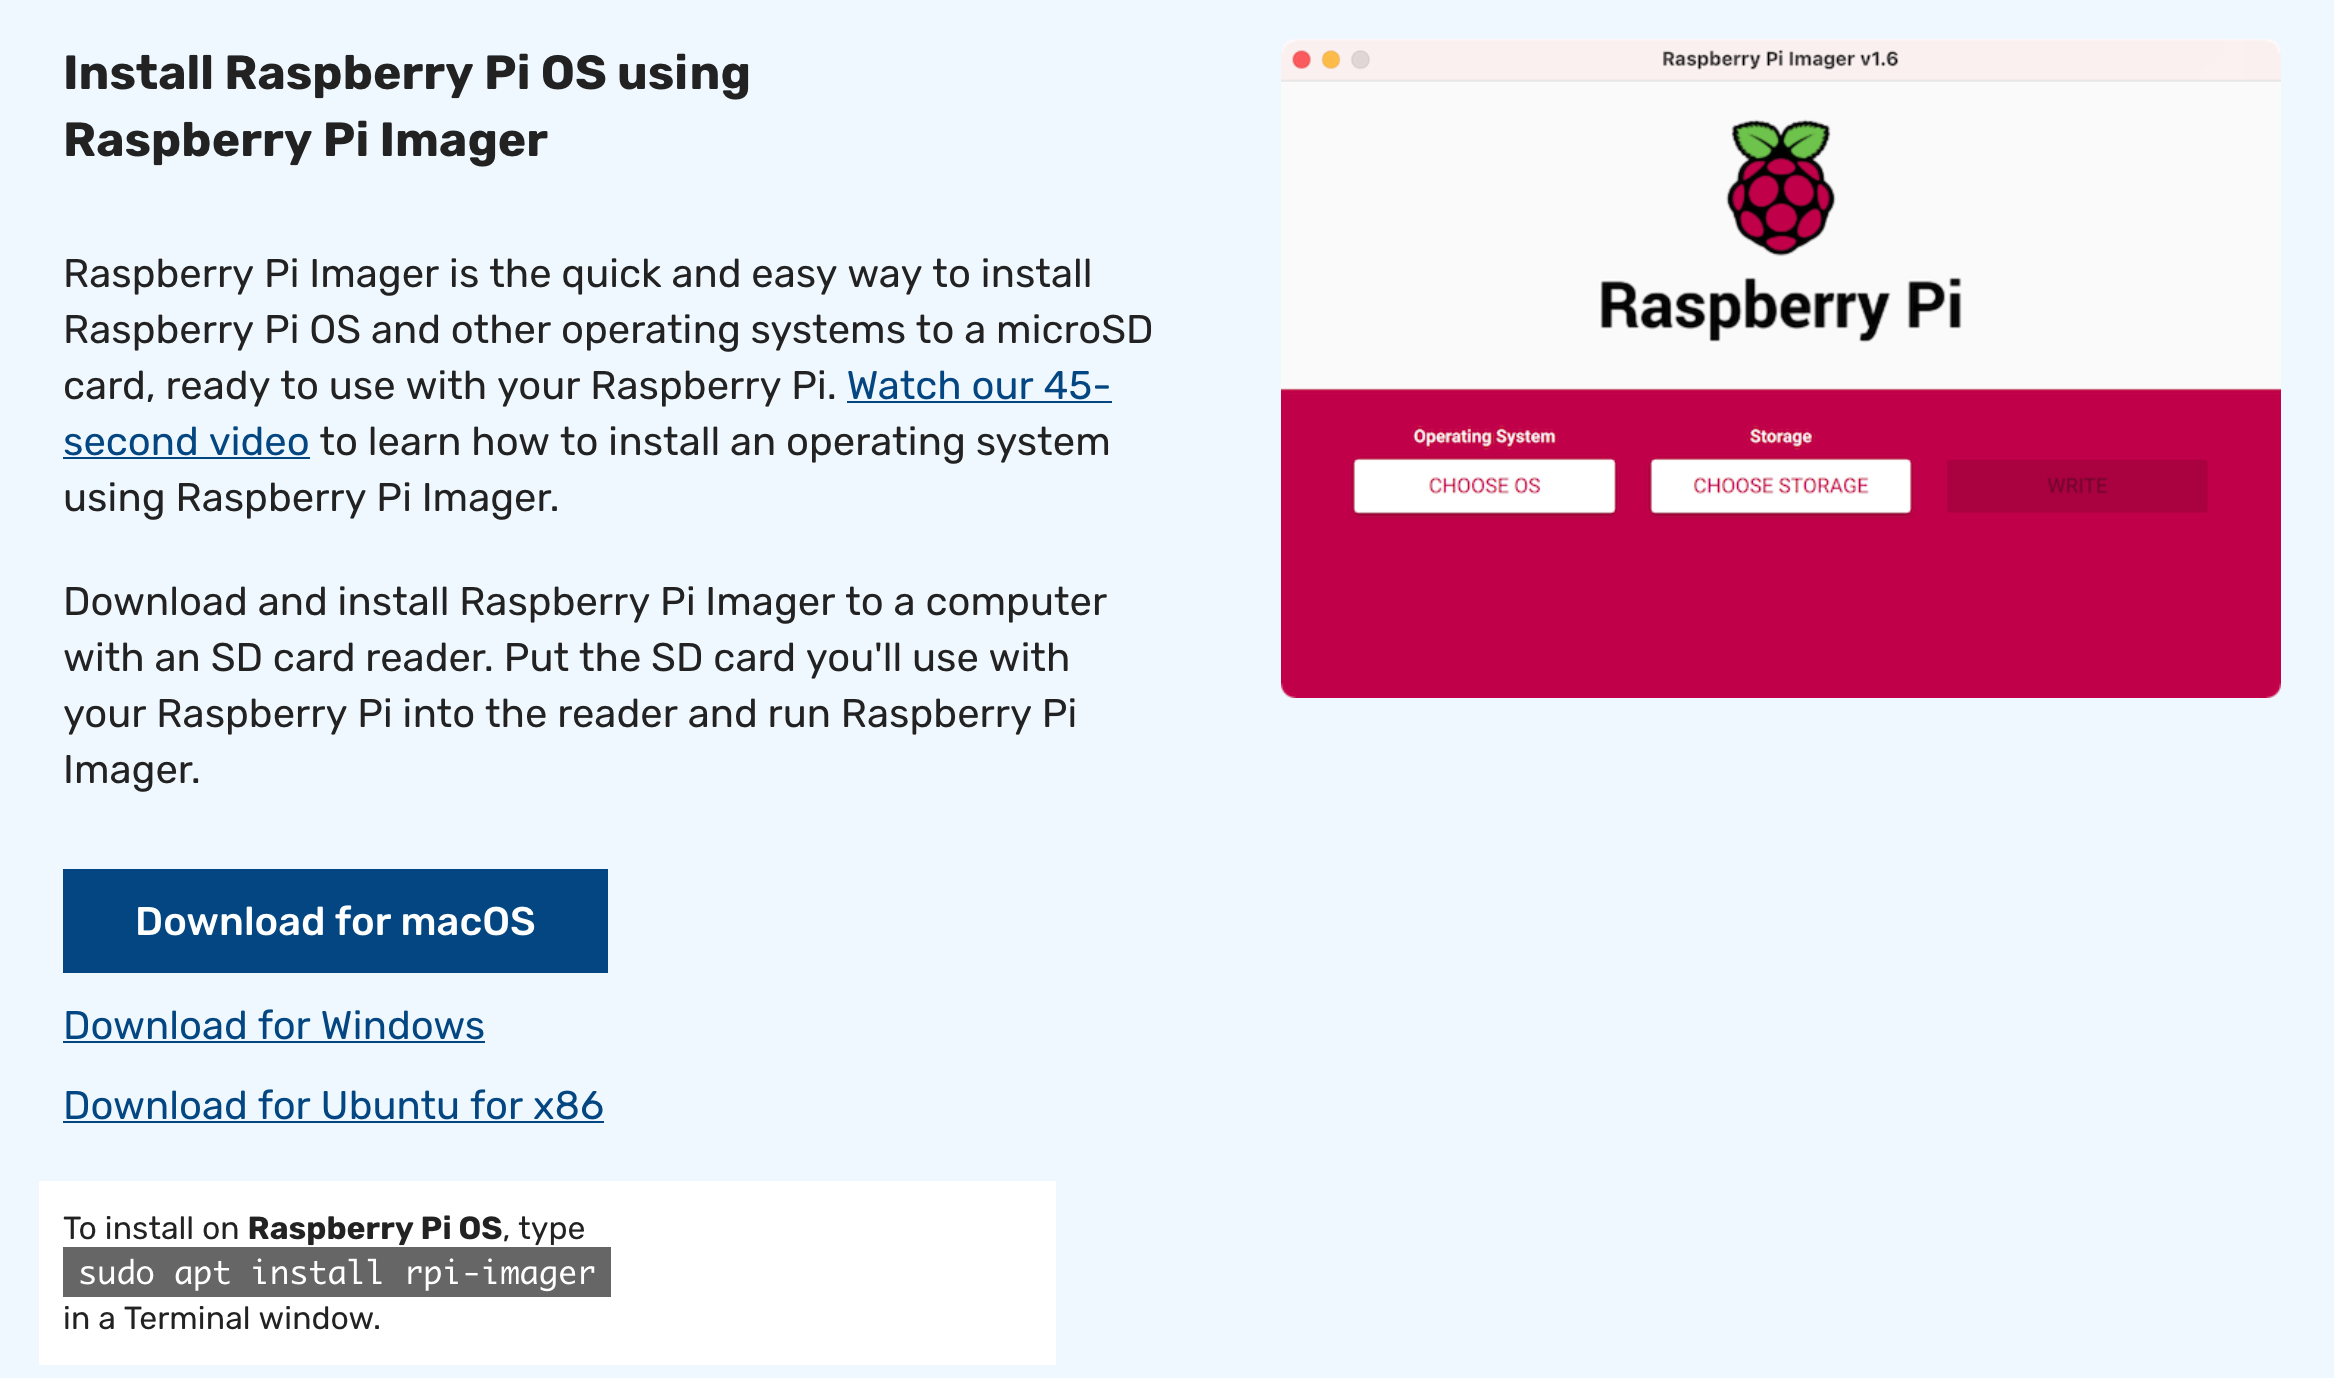 Install Raspberry Pi OS using
Raspberry Pi Imager
Raspberry Pi Imager is the quick and easy way to install
Raspberry Pi OS and other operating systems to a microSD
card, ready to use with your Raspberry Pi. Watch our 45-
second video to learn how to install an operating system
using Raspberry Pi Imager.
Download and install Raspberry Pi Imager to a computer
with an SD card reader. Put the SD card you'll use with
your Raspberry Pi into the reader and run Raspberry Pi
Imager.
Download for macOS
Download for Windows
Download for Ubuntu for x86
To install on Raspberry Pi OS, type
sudo apt install rpi-imager
in a Terminal window.
Raspberry Pi Imager v1.6
Raspberry Pi
Operating System
Storage
CHOOSE OS
CHOOSE STORAGE
WRITE